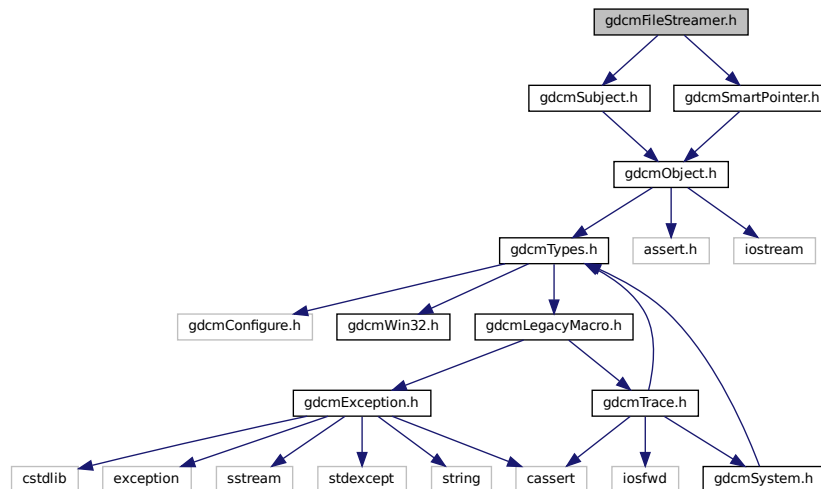 gdcmFileStreamer.h
gdcmSubject.h
gdcmSmartPointer.h
gdcmObject.h
gdcmTypes.h
assert.h
iostream
gdcmConfigure.h
gdcmWin32.h
gdcmLegacyMacro.h
gdcmException.h
gdcmTrace.h
cstdlib
exception
sstream
stdexcept
string
cassert
iosfwd
gdcmSystem.h